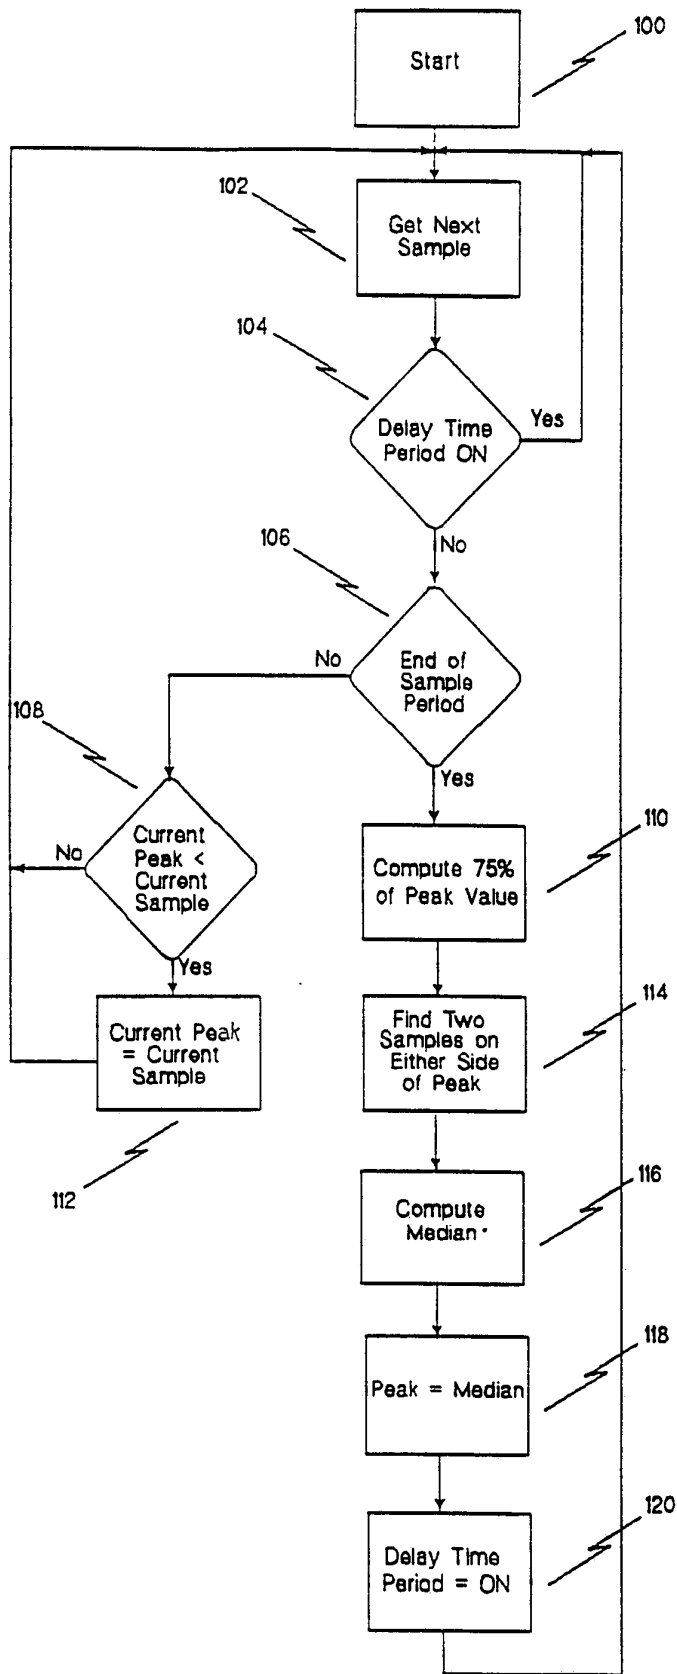 Start
100
102
Get Next
Sample
104
Delay Time
Period ON
Yes
No
106
End of
Sample
Period
No
Yes
108
Current
Peak <
Current
Sample
No
Yes
110
Compute 75%
of Peak Value
Current Peak
= Current
Sample
112
114
Find Two
Samples on
Either Side
of Peak
116
Compute
Median
118
Peak = Median
120
Delay Time
Period = ON